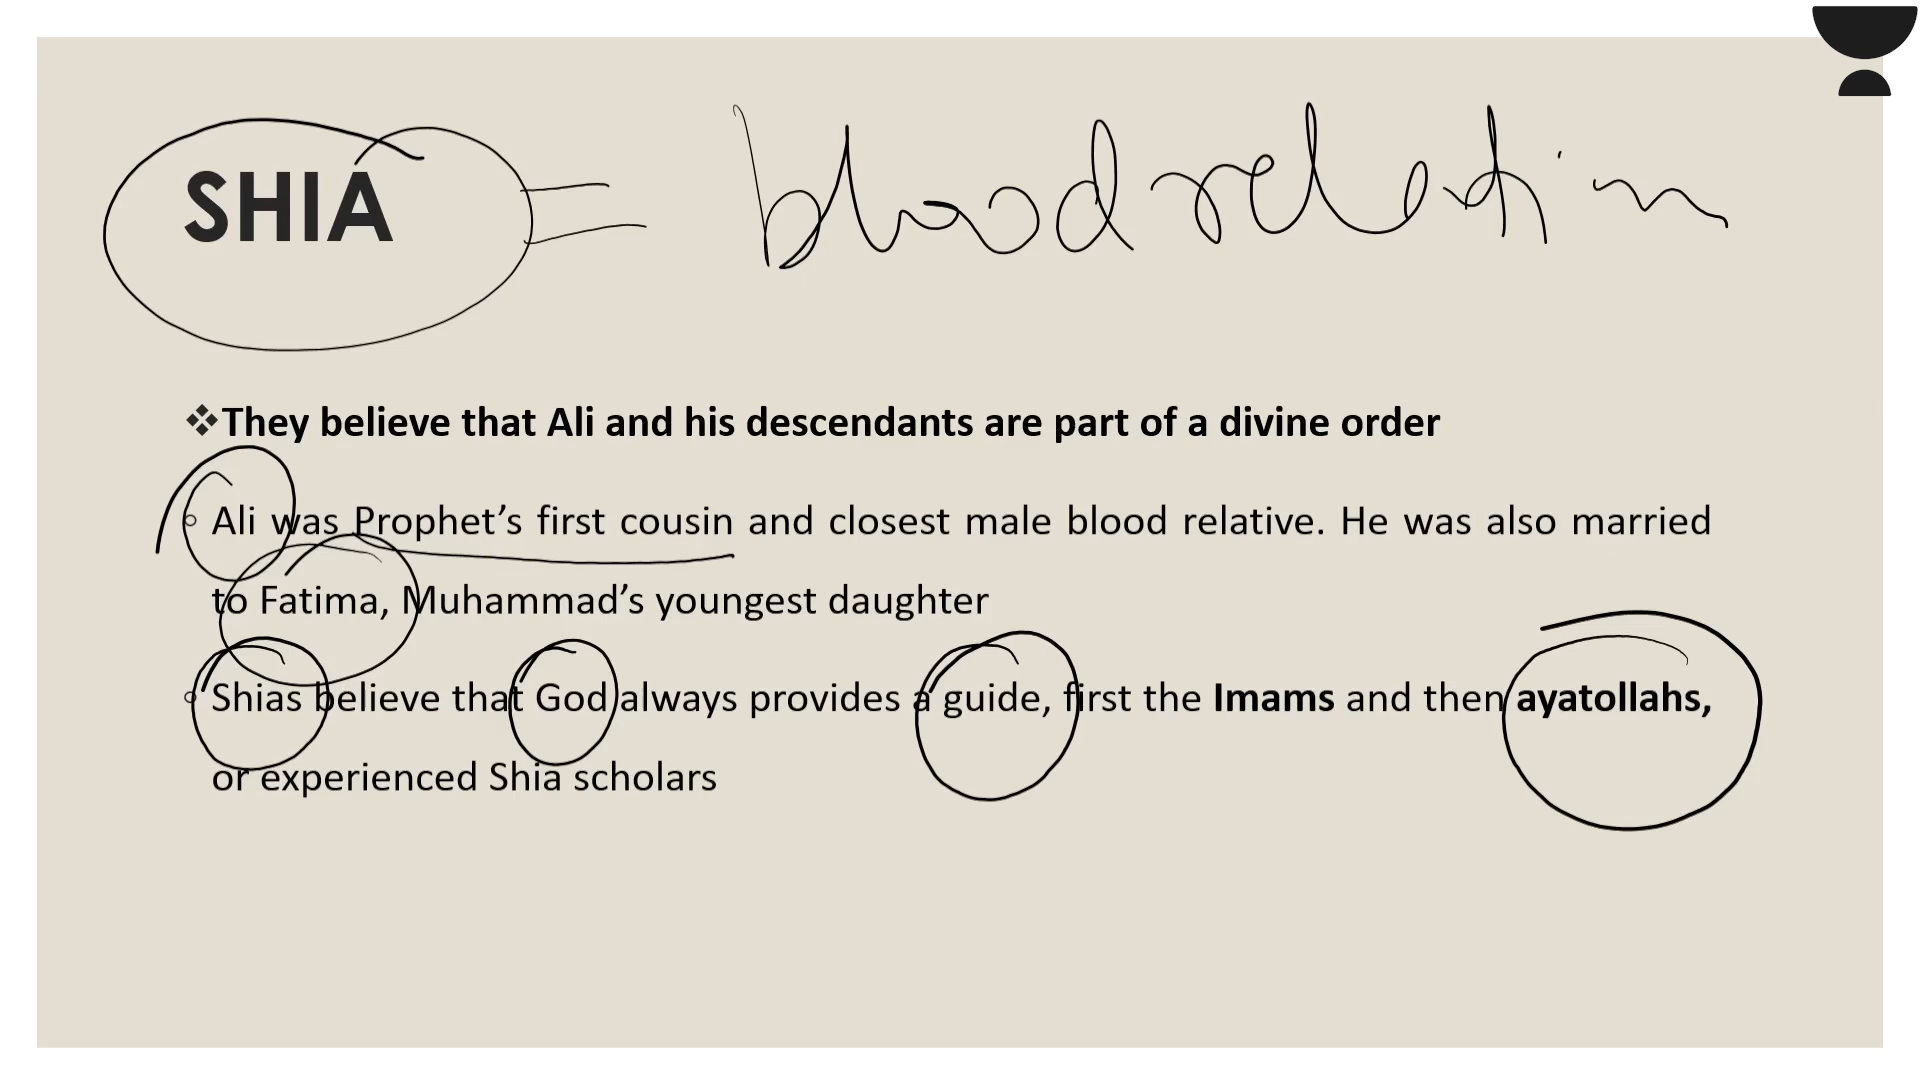 SHIA = blood relation
❖They believe that Ali and his descendants are part of a divine order
◦ Ali was Prophet’s first cousin and closest male blood relative. He was also married
to Fatima, Muhammad’s youngest daughter
◦ Shias believe that God always provides a guide, first the Imams and then ayatollahs,
or experienced Shia scholars